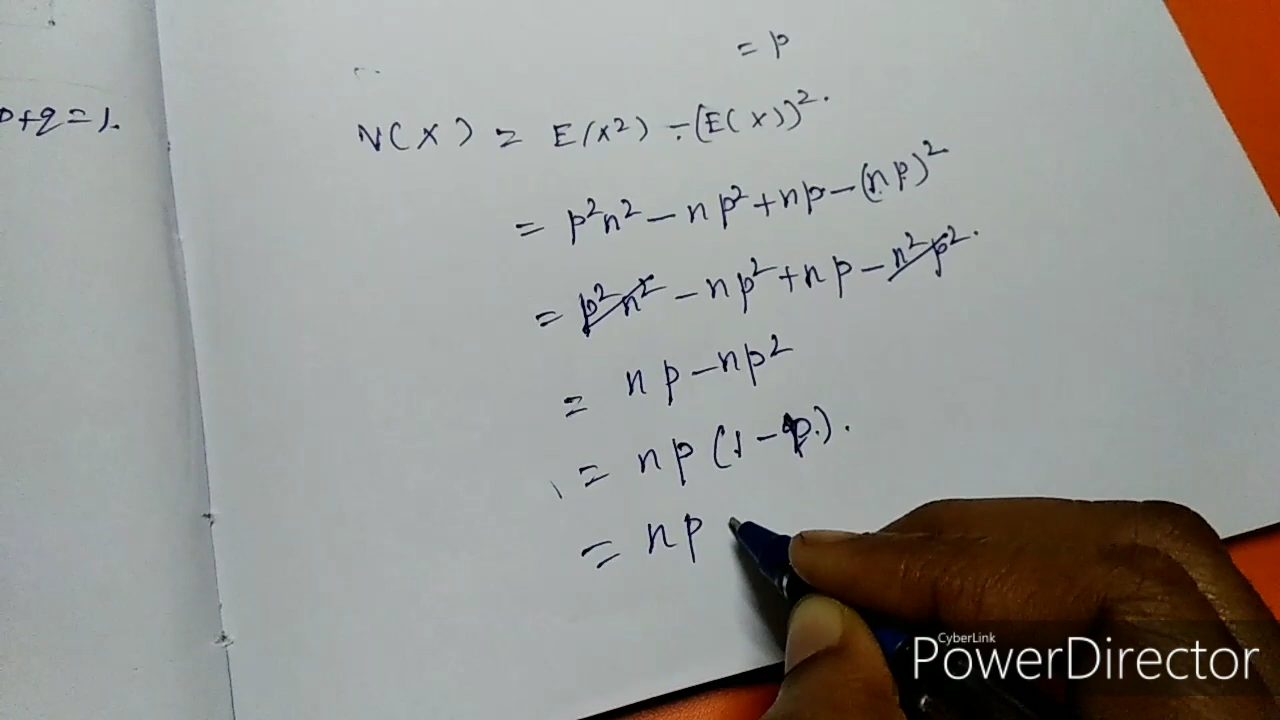 = p
p+q=1.
V(X) = E(X²) - (E(X))².
= p²n² - np² + np - (np)²
= p²n² - np² + np - n²p².
= np - np²
= np (1-p).
= np
CyberLink
PowerDirector